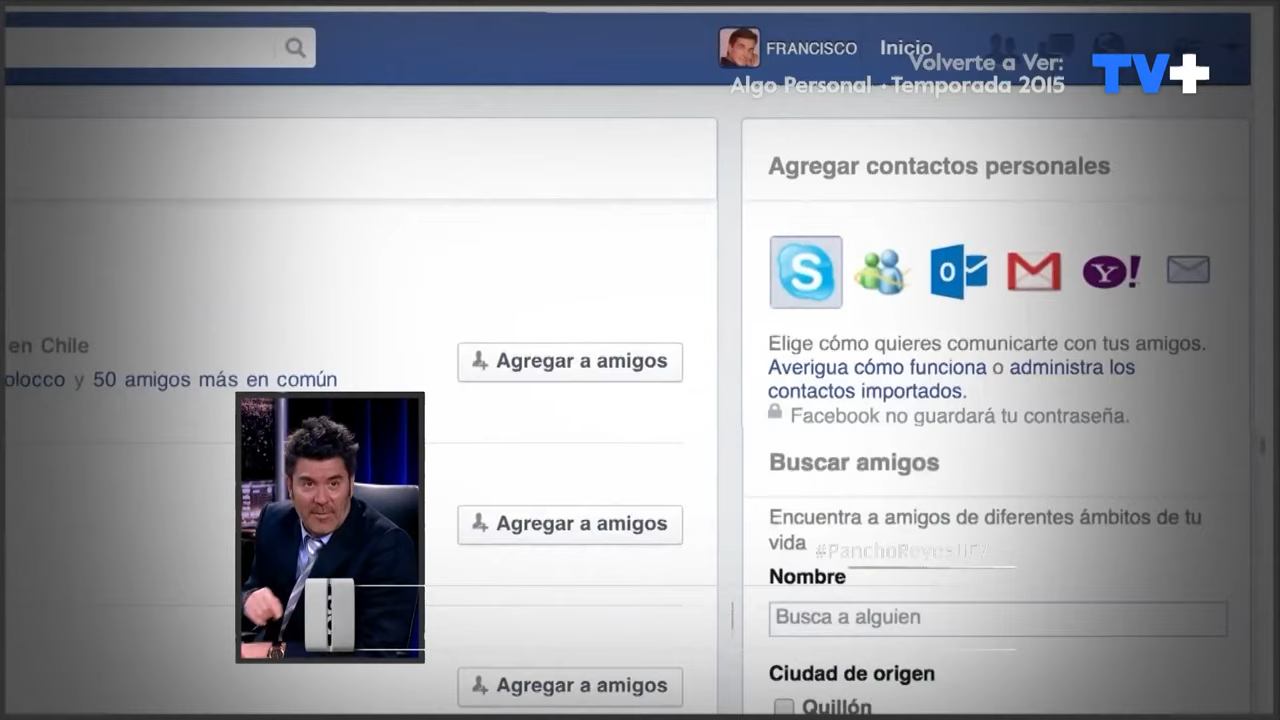 FRANCISCO
Inicio
Volverte a Ver:
Algo Personal · Temporada 2015
TV+
Agregar contactos personales
S
O
Y!
Elige cómo quieres comunicarte con tus amigos.
Averigua cómo funciona o administra los
contactos importados.
Facebook no guardará tu contraseña.
en Chile
y 50 amigos más en común
Agregar a amigos
Agregar a amigos
Agregar a amigos
Buscar amigos
Encuentra a amigos de diferentes ámbitos de tu
vida
Nombre
Busca a alguien
Ciudad de origen
Quillón